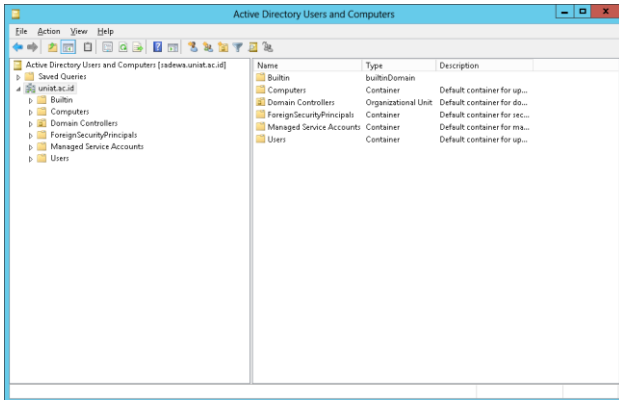 Active Directory Users and Computers
File Action View Help
Active Directory Users and Computers [sadewa.uniat.ac.id]
Saved Queries
uniat.ac.id
Builtin
Computers
Domain Controllers
ForeignSecurityPrincipals
Managed Service Accounts
Users
Name Type Description
Builtin builtinDomain
Computers Container Default container for up...
Domain Controllers Organizational Unit Default container for do...
ForeignSecurityPrincipals Container Default container for sec...
Managed Service Accounts Container Default container for ma...
Users Container Default container for up...